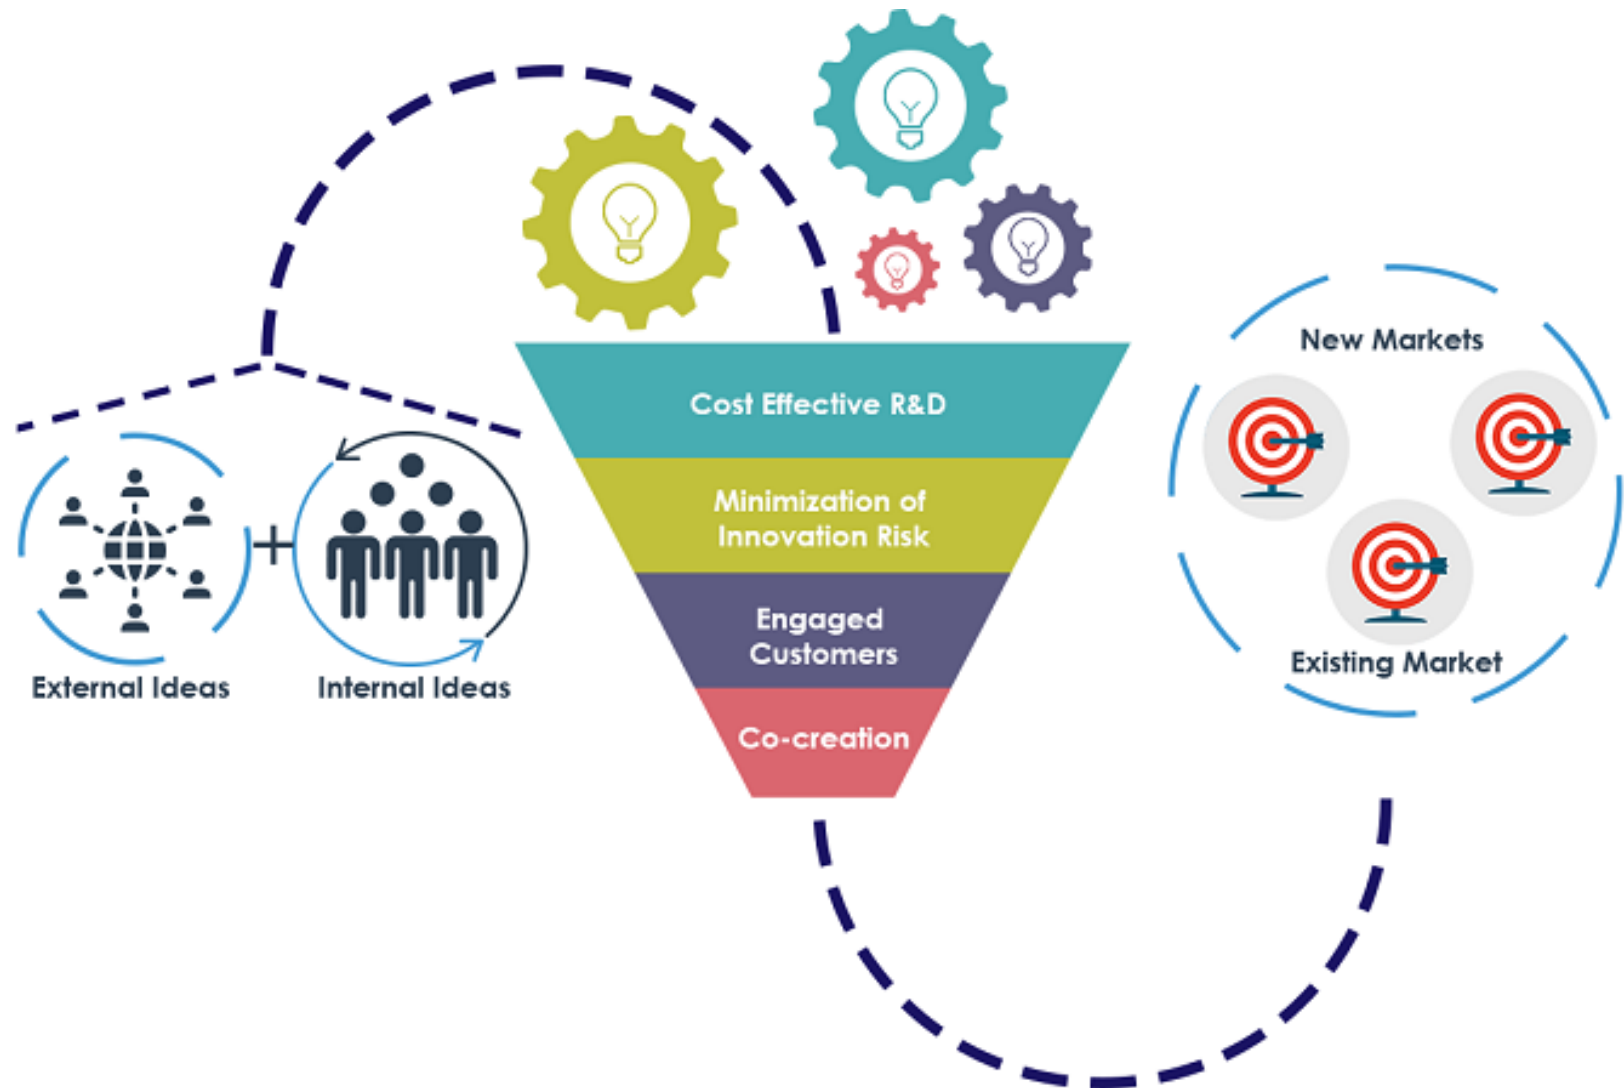 External Ideas
+
Internal Ideas
Cost Effective R&D
Minimization of
Innovation Risk
Engaged
Customers
Co-creation
New Markets
Existing Market